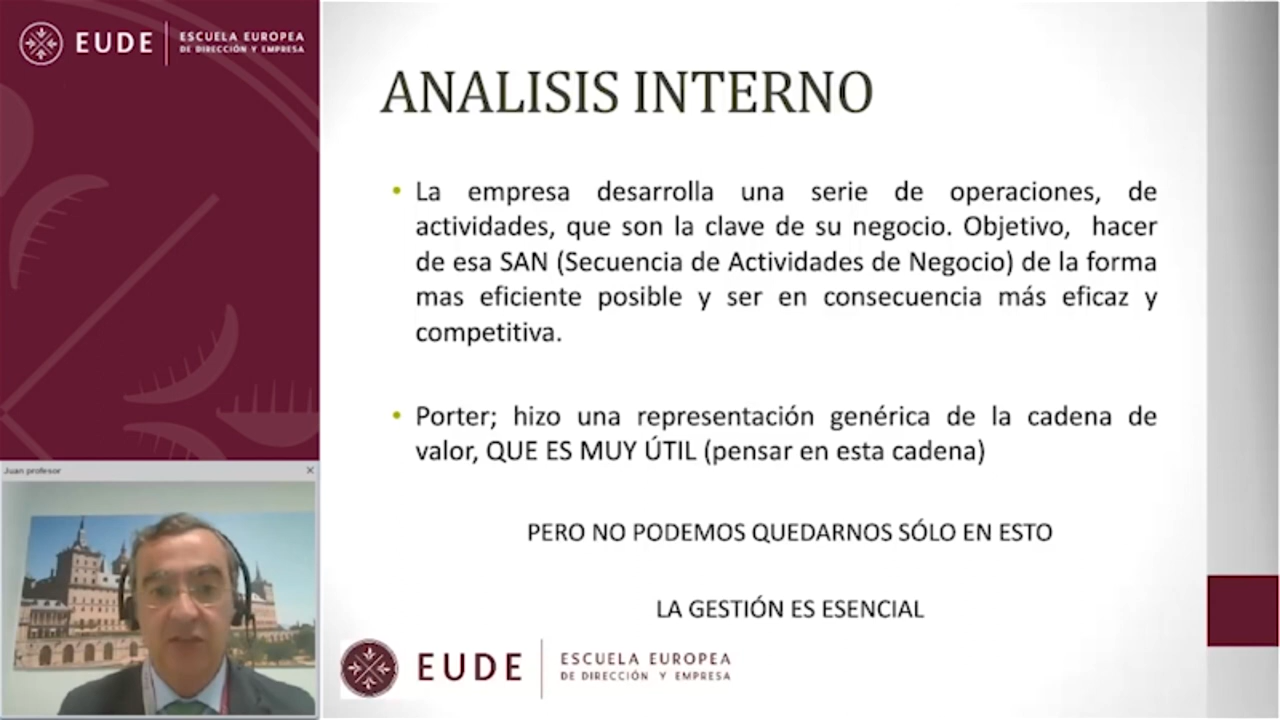 EUDE
ESCUELA EUROPEA
DE DIRECCIÓN Y EMPRESA
ANALISIS INTERNO
• La empresa desarrolla una serie de operaciones, de
actividades, que son la clave de su negocio. Objetivo, hacer
de esa SAN (Secuencia de Actividades de Negocio) de la forma
mas eficiente posible y ser en consecuencia más eficaz y
competitiva.
• Porter; hizo una representación genérica de la cadena de
valor, QUE ES MUY ÚTIL (pensar en esta cadena)
PERO NO PODEMOS QUEDARNOS SÓLO EN ESTO
LA GESTIÓN ES ESENCIAL
Juan profesor
EUDE
ESCUELA EUROPEA
DE DIRECCIÓN Y EMPRESA